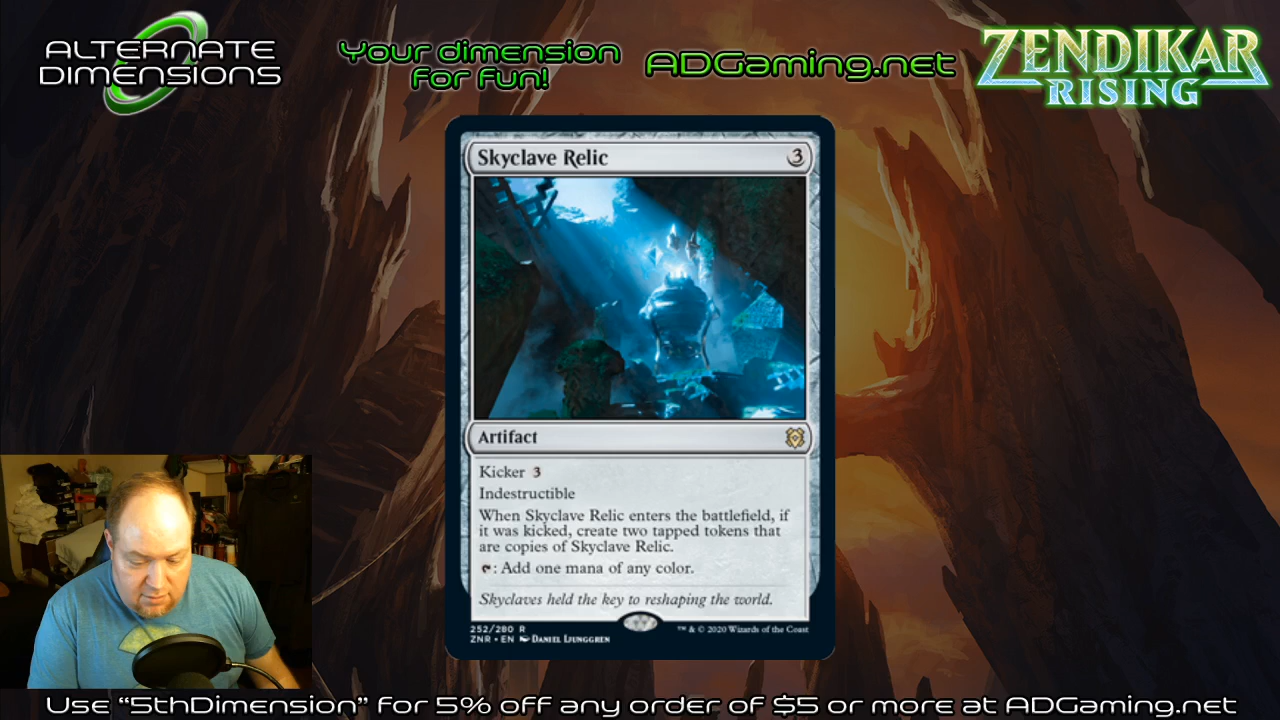 ALTERNATE
DIMENSIONS
Your dimension
for fun!
ADGaming.net
ZENDIKAR
RISING
Skyclave Relic 3
Artifact
Kicker 3
Indestructible
When Skyclave Relic enters the battlefield, if
it was kicked, create two tapped tokens that
are copies of Skyclave Relic.
: Add one mana of any color.
Skyclaves held the key to reshaping the world.
252/280 R
ZNR • EN Daniel Ljunggren
™ & © 2020 Wizards of the Coast
Use “5thDimension” for 5% off any order of $5 or more at ADGaming.net